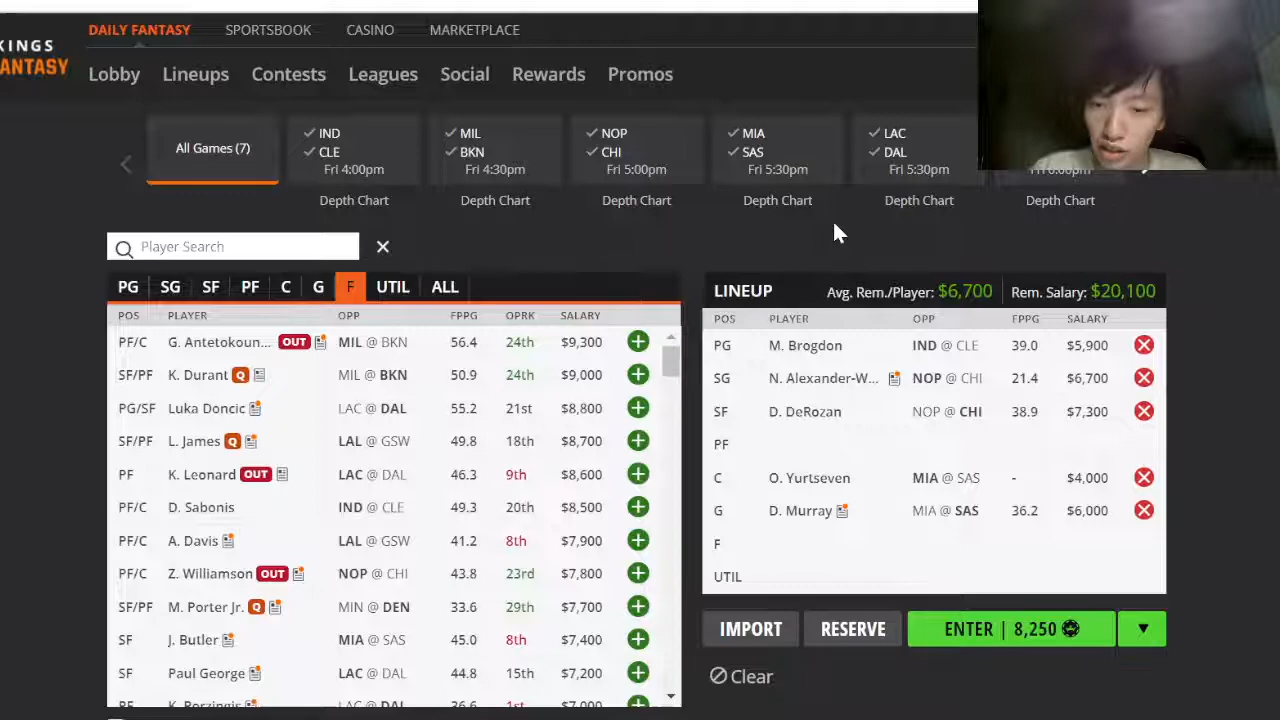 DAILY FANTASY SPORTSBOOK CASINO MARKETPLACE
KINGS
FANTASY
Lobby Lineups Contests Leagues Social Rewards Promos
All Games (7)
IND
CLE
Fri 4:00pm
MIL
BKN
Fri 4:30pm
NOP
CHI
Fri 5:00pm
MIA
SAS
Fri 5:30pm
LAC
DAL
Fri 5:30pm
Depth Chart Depth Chart Depth Chart Depth Chart Depth Chart Depth Chart
Player Search
PG SG SF PF C G F UTIL ALL
POS PLAYER OPP FPPG OPRK SALARY
PF/C G. Antetokoun... OUT MIL @ BKN 56.4 24th $9,300
SF/PF K. Durant Q MIL @ BKN 50.9 24th $9,000
PG/SF Luka Doncic LAC @ DAL 55.2 21st $8,800
SF/PF L. James Q LAL @ GSW 49.8 18th $8,700
PF K. Leonard OUT LAC @ DAL 46.3 9th $8,600
PF/C D. Sabonis IND @ CLE 49.3 20th $8,500
PF/C A. Davis LAL @ GSW 41.2 8th $7,900
PF/C Z. Williamson OUT NOP @ CHI 43.8 23rd $7,800
SF/PF M. Porter Jr. Q MIN @ DEN 33.6 29th $7,700
SF J. Butler MIA @ SAS 45.0 8th $7,400
SF Paul George LAC @ DAL 44.8 15th $7,200
PF K. Porzingis LAC @ DAL 36.6 1st $7,000
LINEUP Avg. Rem./Player: $6,700 Rem. Salary: $20,100
POS PLAYER OPP FPPG SALARY
PG M. Brogdon IND @ CLE 39.0 $5,900
SG N. Alexander-W... NOP @ CHI 21.4 $6,700
SF D. DeRozan NOP @ CHI 38.9 $7,300
PF
C O. Yurtseven MIA @ SAS - $4,000
G D. Murray MIA @ SAS 36.2 $6,000
F
UTIL
IMPORT RESERVE ENTER | 8,250
Clear